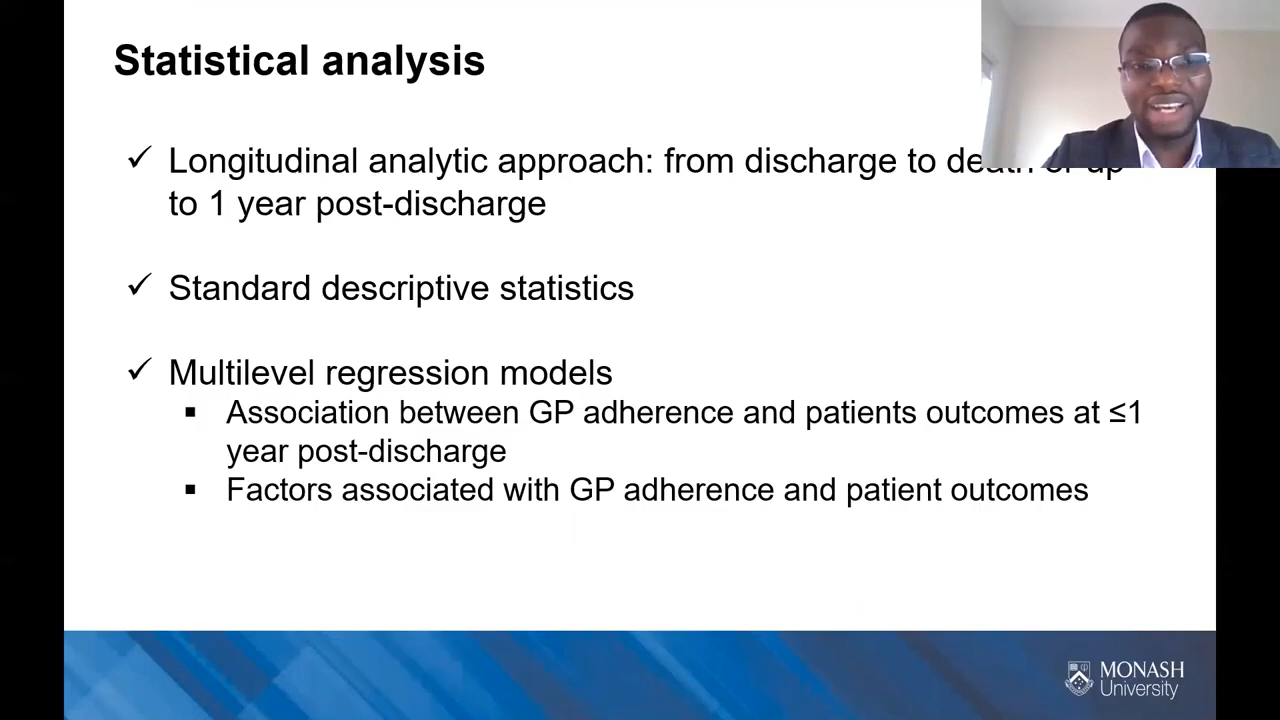 Statistical analysis
✓ Longitudinal analytic approach: from discharge to death or up
to 1 year post-discharge
✓ Standard descriptive statistics
✓ Multilevel regression models
▪ Association between GP adherence and patients outcomes at ≤1
year post-discharge
▪ Factors associated with GP adherence and patient outcomes
MONASH
University